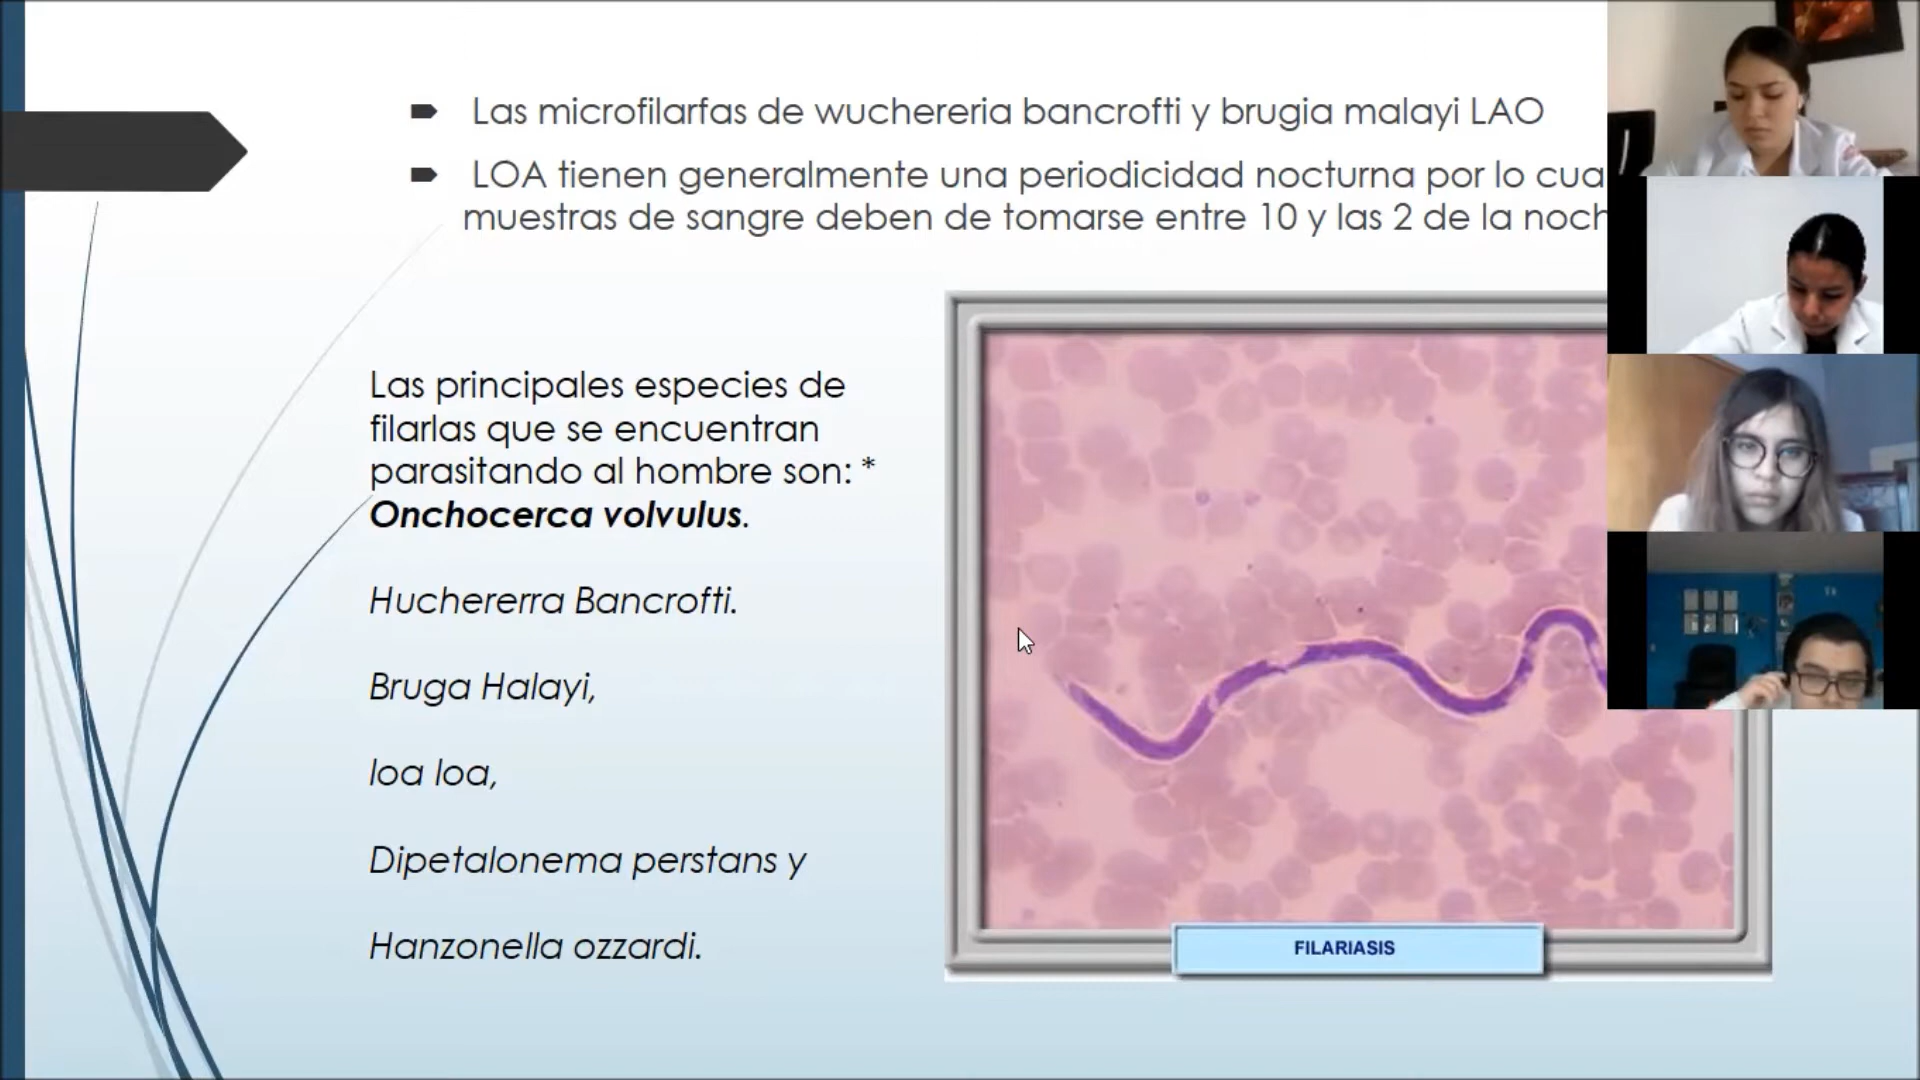 Las microfilarfas de wuchereria bancrofti y brugia malayi LAO
LOA tienen generalmente una periodicidad nocturna por lo cua
muestras de sangre deben de tomarse entre 10 y las 2 de la noch
Las principales especies de
filarlas que se encuentran
parasitando al hombre son: *
Onchocerca volvulus.
Huchererra Bancrofti.
Bruga Halayi,
loa loa,
Dipetalonema perstans y
Hanzonella ozzardi.
FILARIASIS